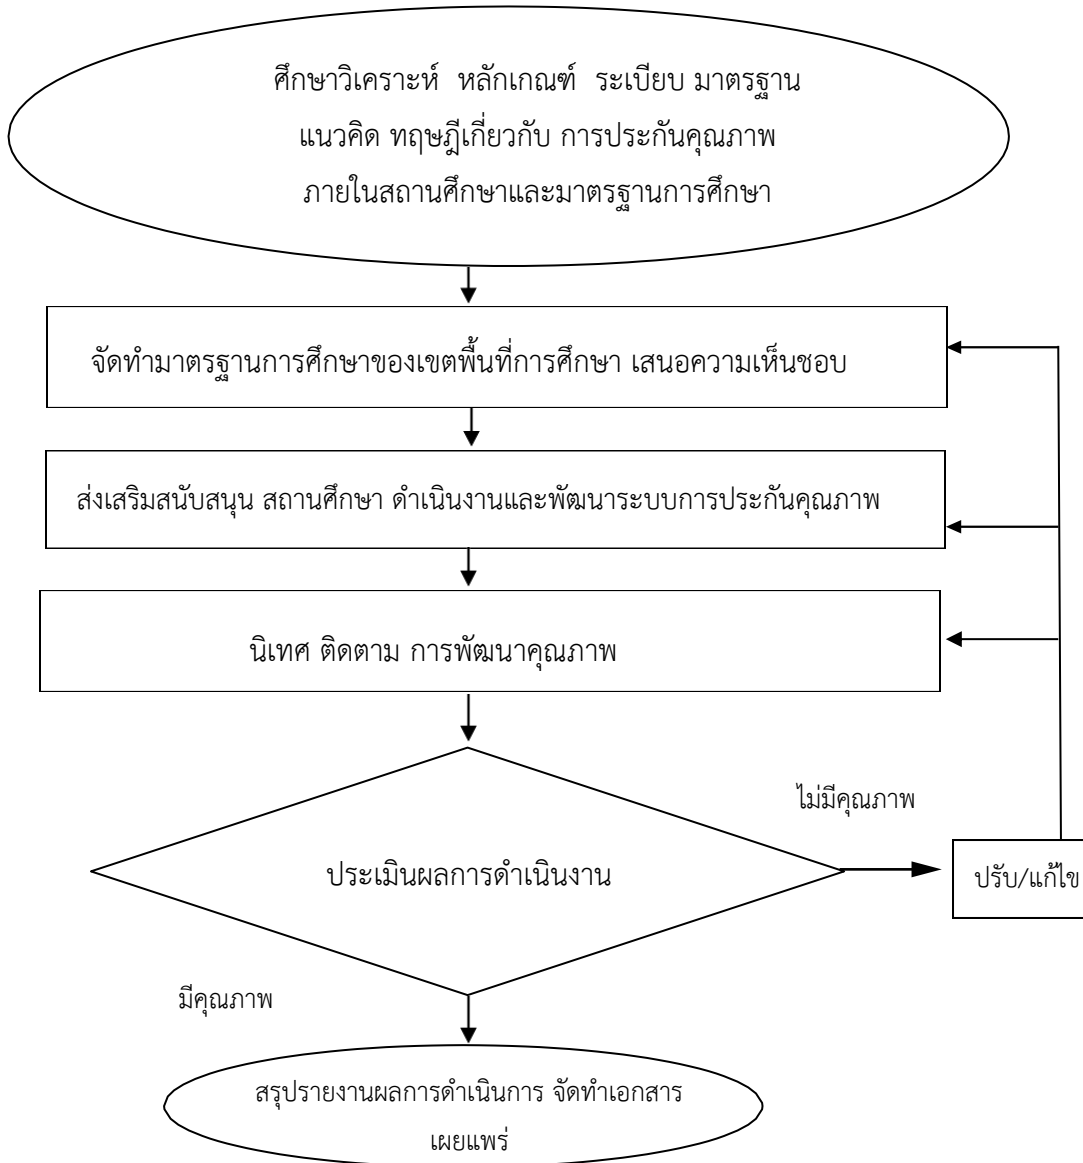 ศึกษาวิเคราะห์ หลักเกณฑ์ ระเบียบ มาตรฐาน
แนวคิด ทฤษฎีเกี่ยวกับ การประกันคุณภาพ
ภายในสถานศึกษาและมาตรฐานการศึกษา
จัดทำมาตรฐานการศึกษาของเขตพื้นที่การศึกษา เสนอความเห็นชอบ
ส่งเสริมสนับสนุน สถานศึกษา ดำเนินงานและพัฒนาระบบการประกันคุณภาพ
นิเทศ ติดตาม การพัฒนาคุณภาพ
ไม่มีคุณภาพ
ประเมินผลการดำเนินงาน
ปรับ/แก้ไข
มีคุณภาพ
สรุปรายงานผลการดำเนินการ จัดทำเอกสาร
เผยแพร่